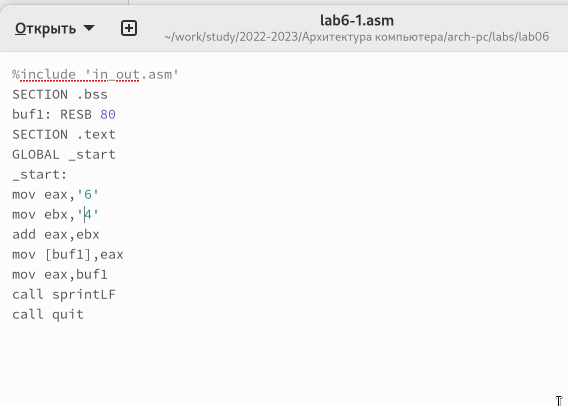 Открыть
lab6-1.asm
~/work/study/2022-2023/Архитектура компьютера/arch-pc/labs/lab06
%include 'in_out.asm'
SECTION .bss
buf1: RESB 80
SECTION .text
GLOBAL _start
_start:
mov eax,'6'
mov ebx,'4'
add eax,ebx
mov [buf1],eax
mov eax,buf1
call sprintLF
call quit